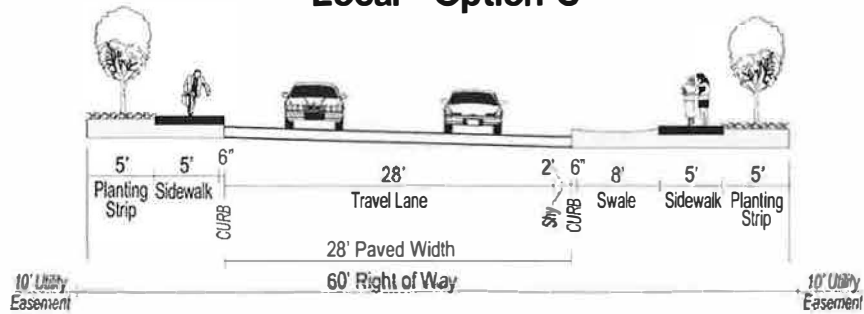 Local - Option C
5' 5' 6" 28' 2' 6" 8' 5' 5'
Planting Strip Sidewalk CURB Travel Lane Shy CURB Swale Sidewalk Planting Strip
28' Paved Width
10' Utility Easement 60' Right of Way 10' Utility Easement